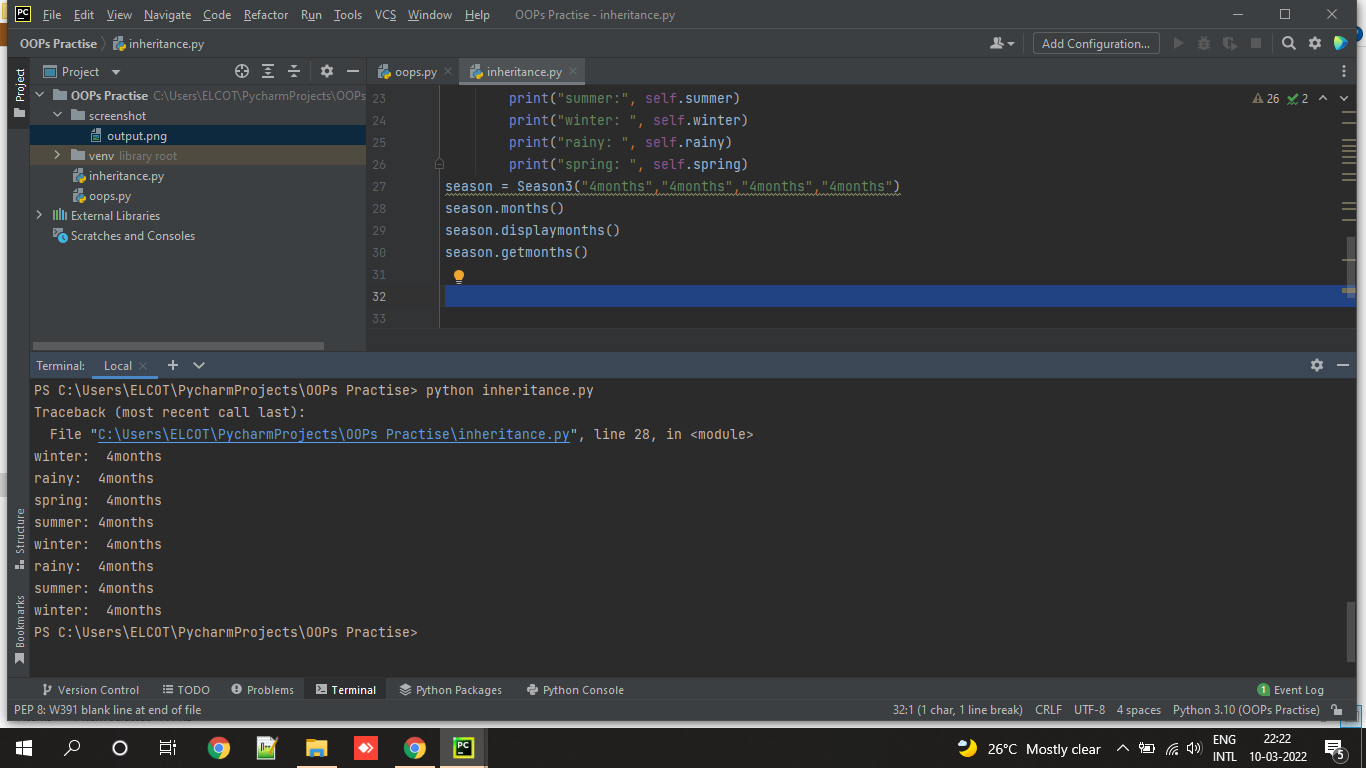 PC File Edit View Navigate Code Refactor Run Tools VCS Window Help OOPs Practise - inheritance.py
OOPs Practise inheritance.py Add Configuration...
Project
Project
oops.py inheritance.py
OOPs Practise C:\Users\ELCOT\PycharmProjects\OOPs
screenshot
output.png
venv library root
inheritance.py
oops.py
External Libraries
Scratches and Consoles
23 print("summer:", self.summer)
24 print("winter: ", self.winter)
25 print("rainy: ", self.rainy)
26 print("spring: ", self.spring)
27 season = Season3("4months","4months","4months","4months")
28 season.months()
29 season.displaymonths()
30 season.getmonths()
31
32
33
26 2
Terminal: Local
PS C:\Users\ELCOT\PycharmProjects\OOPs Practise> python inheritance.py
Traceback (most recent call last):
File "C:\Users\ELCOT\PycharmProjects\OOPs Practise\inheritance.py", line 28, in <module>
winter:  4months
rainy:  4months
spring:  4months
summer: 4months
winter:  4months
rainy:  4months
summer: 4months
winter:  4months
PS C:\Users\ELCOT\PycharmProjects\OOPs Practise>
Structure
Bookmarks
Version Control TODO Problems Terminal Python Packages Python Console 1 Event Log
PEP 8: W391 blank line at end of file 32:1 (1 char, 1 line break) CRLF UTF-8 4 spaces Python 3.10 (OOPs Practise)
PC 26°C Mostly clear
ENG
INTL
22:22
10-03-2022
5